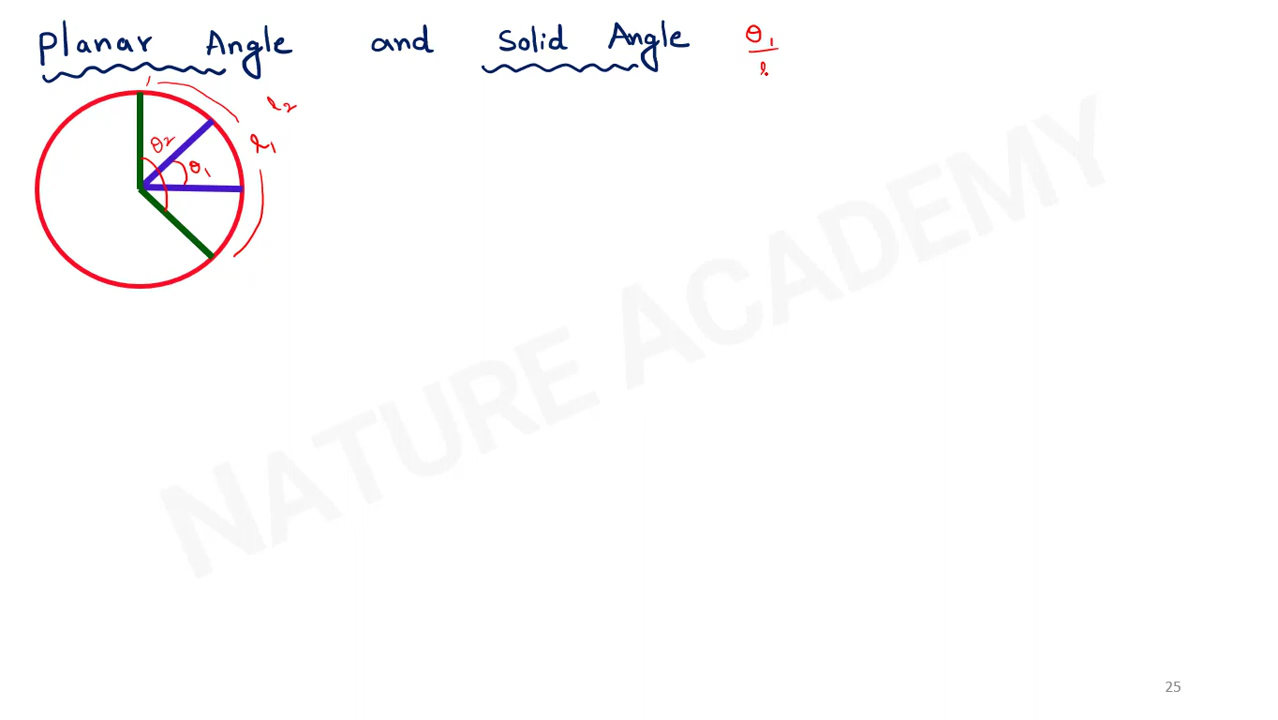 Planar Angle and Solid Angle θ1
l
l2
θ2
l1
θ1
NATURE ACADEMY
25